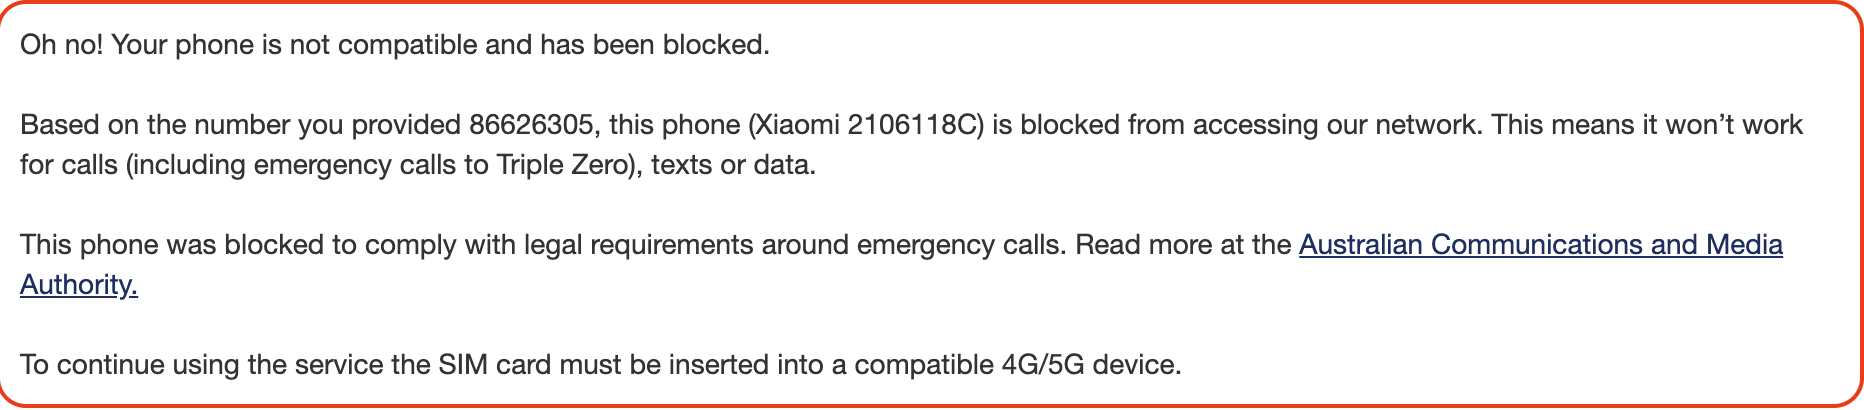 Oh no! Your phone is not compatible and has been blocked.
Based on the number you provided 86626305, this phone (Xiaomi 2106118C) is blocked from accessing our network. This means it won’t work
for calls (including emergency calls to Triple Zero), texts or data.
This phone was blocked to comply with legal requirements around emergency calls. Read more at the Australian Communications and Media
Authority.
To continue using the service the SIM card must be inserted into a compatible 4G/5G device.